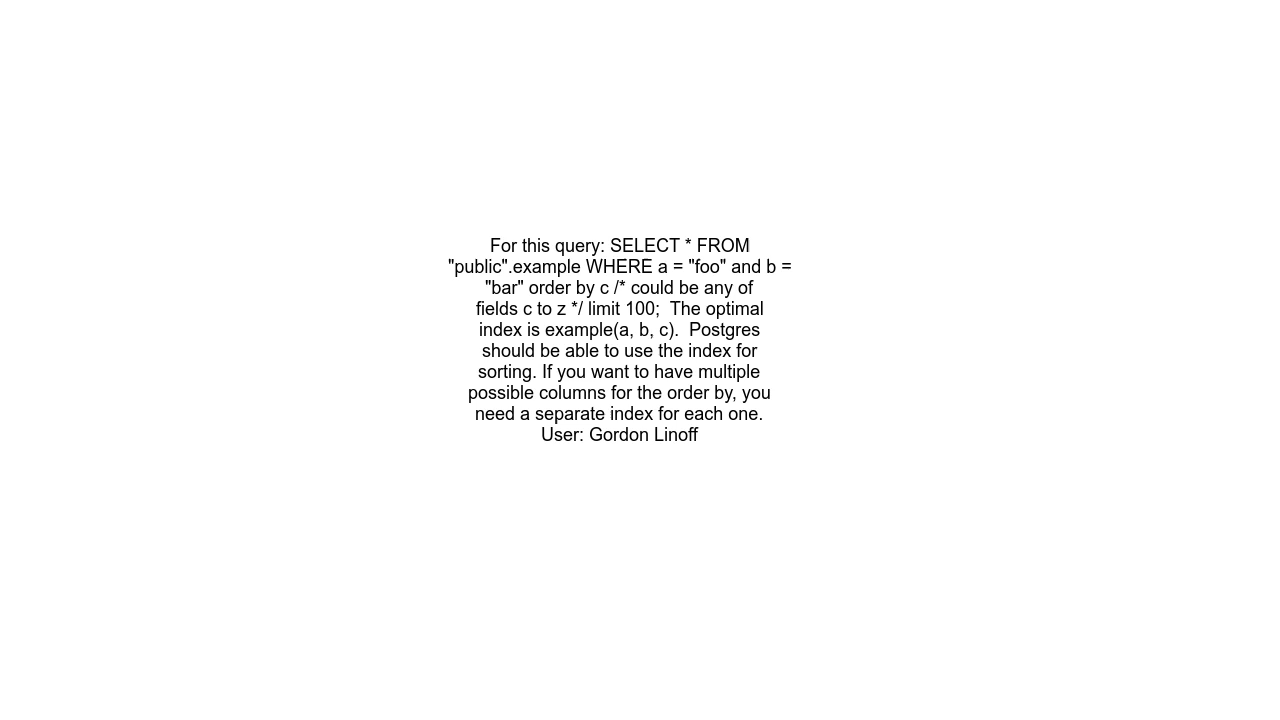 For this query: SELECT * FROM
"public".example WHERE a = "foo" and b =
"bar" order by c /* could be any of
fields c to z */ limit 100;  The optimal
index is example(a, b, c).  Postgres
should be able to use the index for
sorting. If you want to have multiple
possible columns for the order by, you
need a separate index for each one.
User: Gordon Linoff